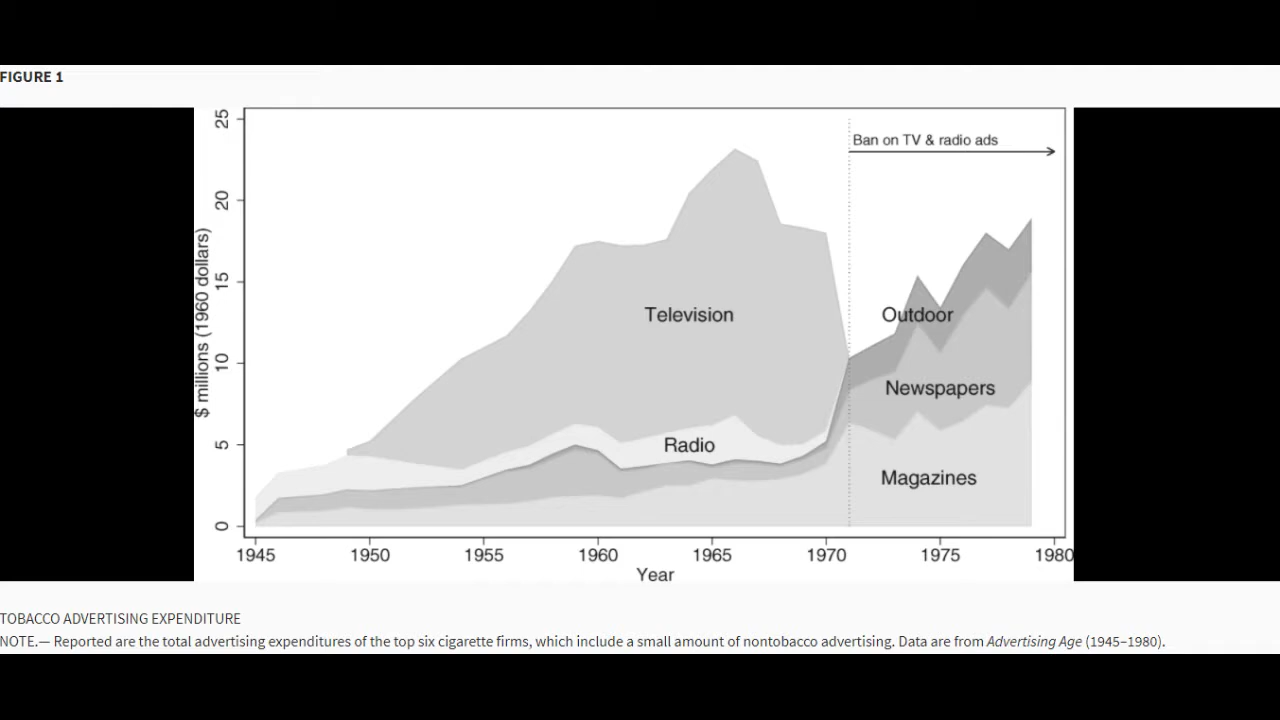 FIGURE 1
25
20
15
10
5
0
$ millions (1960 dollars)
Ban on TV & radio ads
Television
Outdoor
Newspapers
Radio
Magazines
1945 1950 1955 1960 1965 1970 1975 1980
Year
TOBACCO ADVERTISING EXPENDITURE
NOTE.— Reported are the total advertising expenditures of the top six cigarette firms, which include a small amount of nontobacco advertising. Data are from Advertising Age (1945–1980).